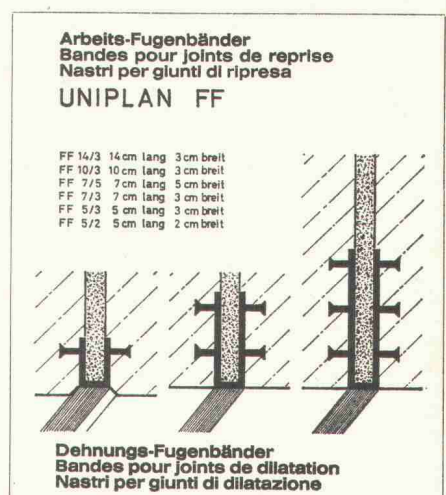 Arbeits-Fugenbänder
Bandes pour joints de reprise
Nastri per giunti di ripresa
UNIPLAN FF
FF 14/3 14 cm lang 3 cm breit
FF 10/3 10 cm lang 3 cm breit
FF 7/5 7 cm lang 5 cm breit
FF 7/3 7 cm lang 3 cm breit
FF 5/3 5 cm lang 3 cm breit
FF 5/2 5 cm lang 2 cm breit
Dehnungs-Fugenbänder
Bandes pour joints de dilatation
Nastri per giunti di dilatazione